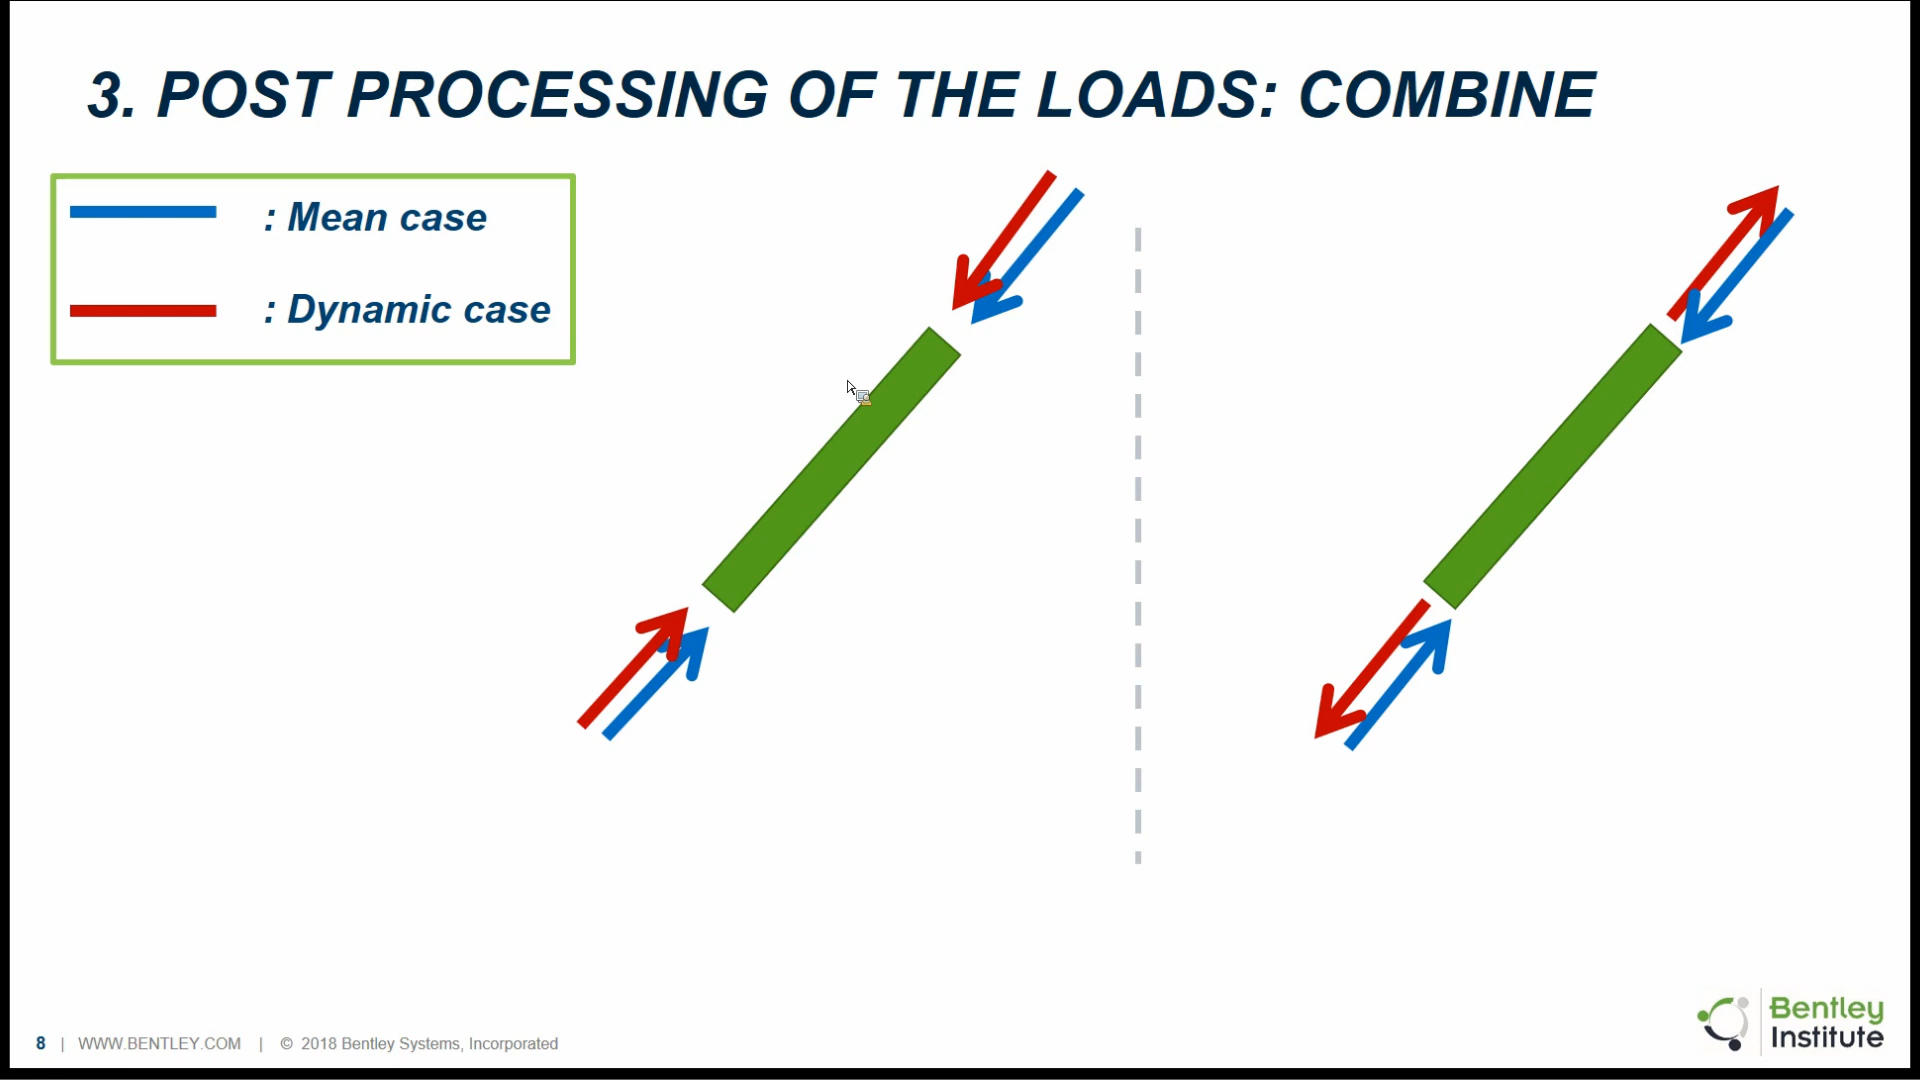 3. POST PROCESSING OF THE LOADS: COMBINE
: Mean case
: Dynamic case
8 | WWW.BENTLEY.COM | © 2018 Bentley Systems, Incorporated
Bentley
Institute